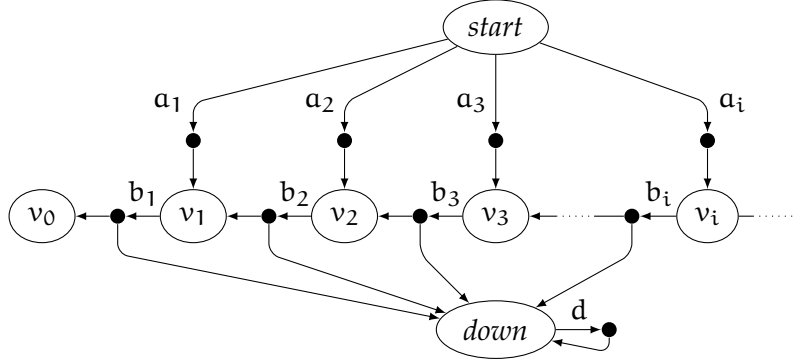 start
a₁ a₂ a₃ aᵢ
b₁ b₂ b₃ bᵢ
v₀ v₁ v₂ v₃ vᵢ
d
down